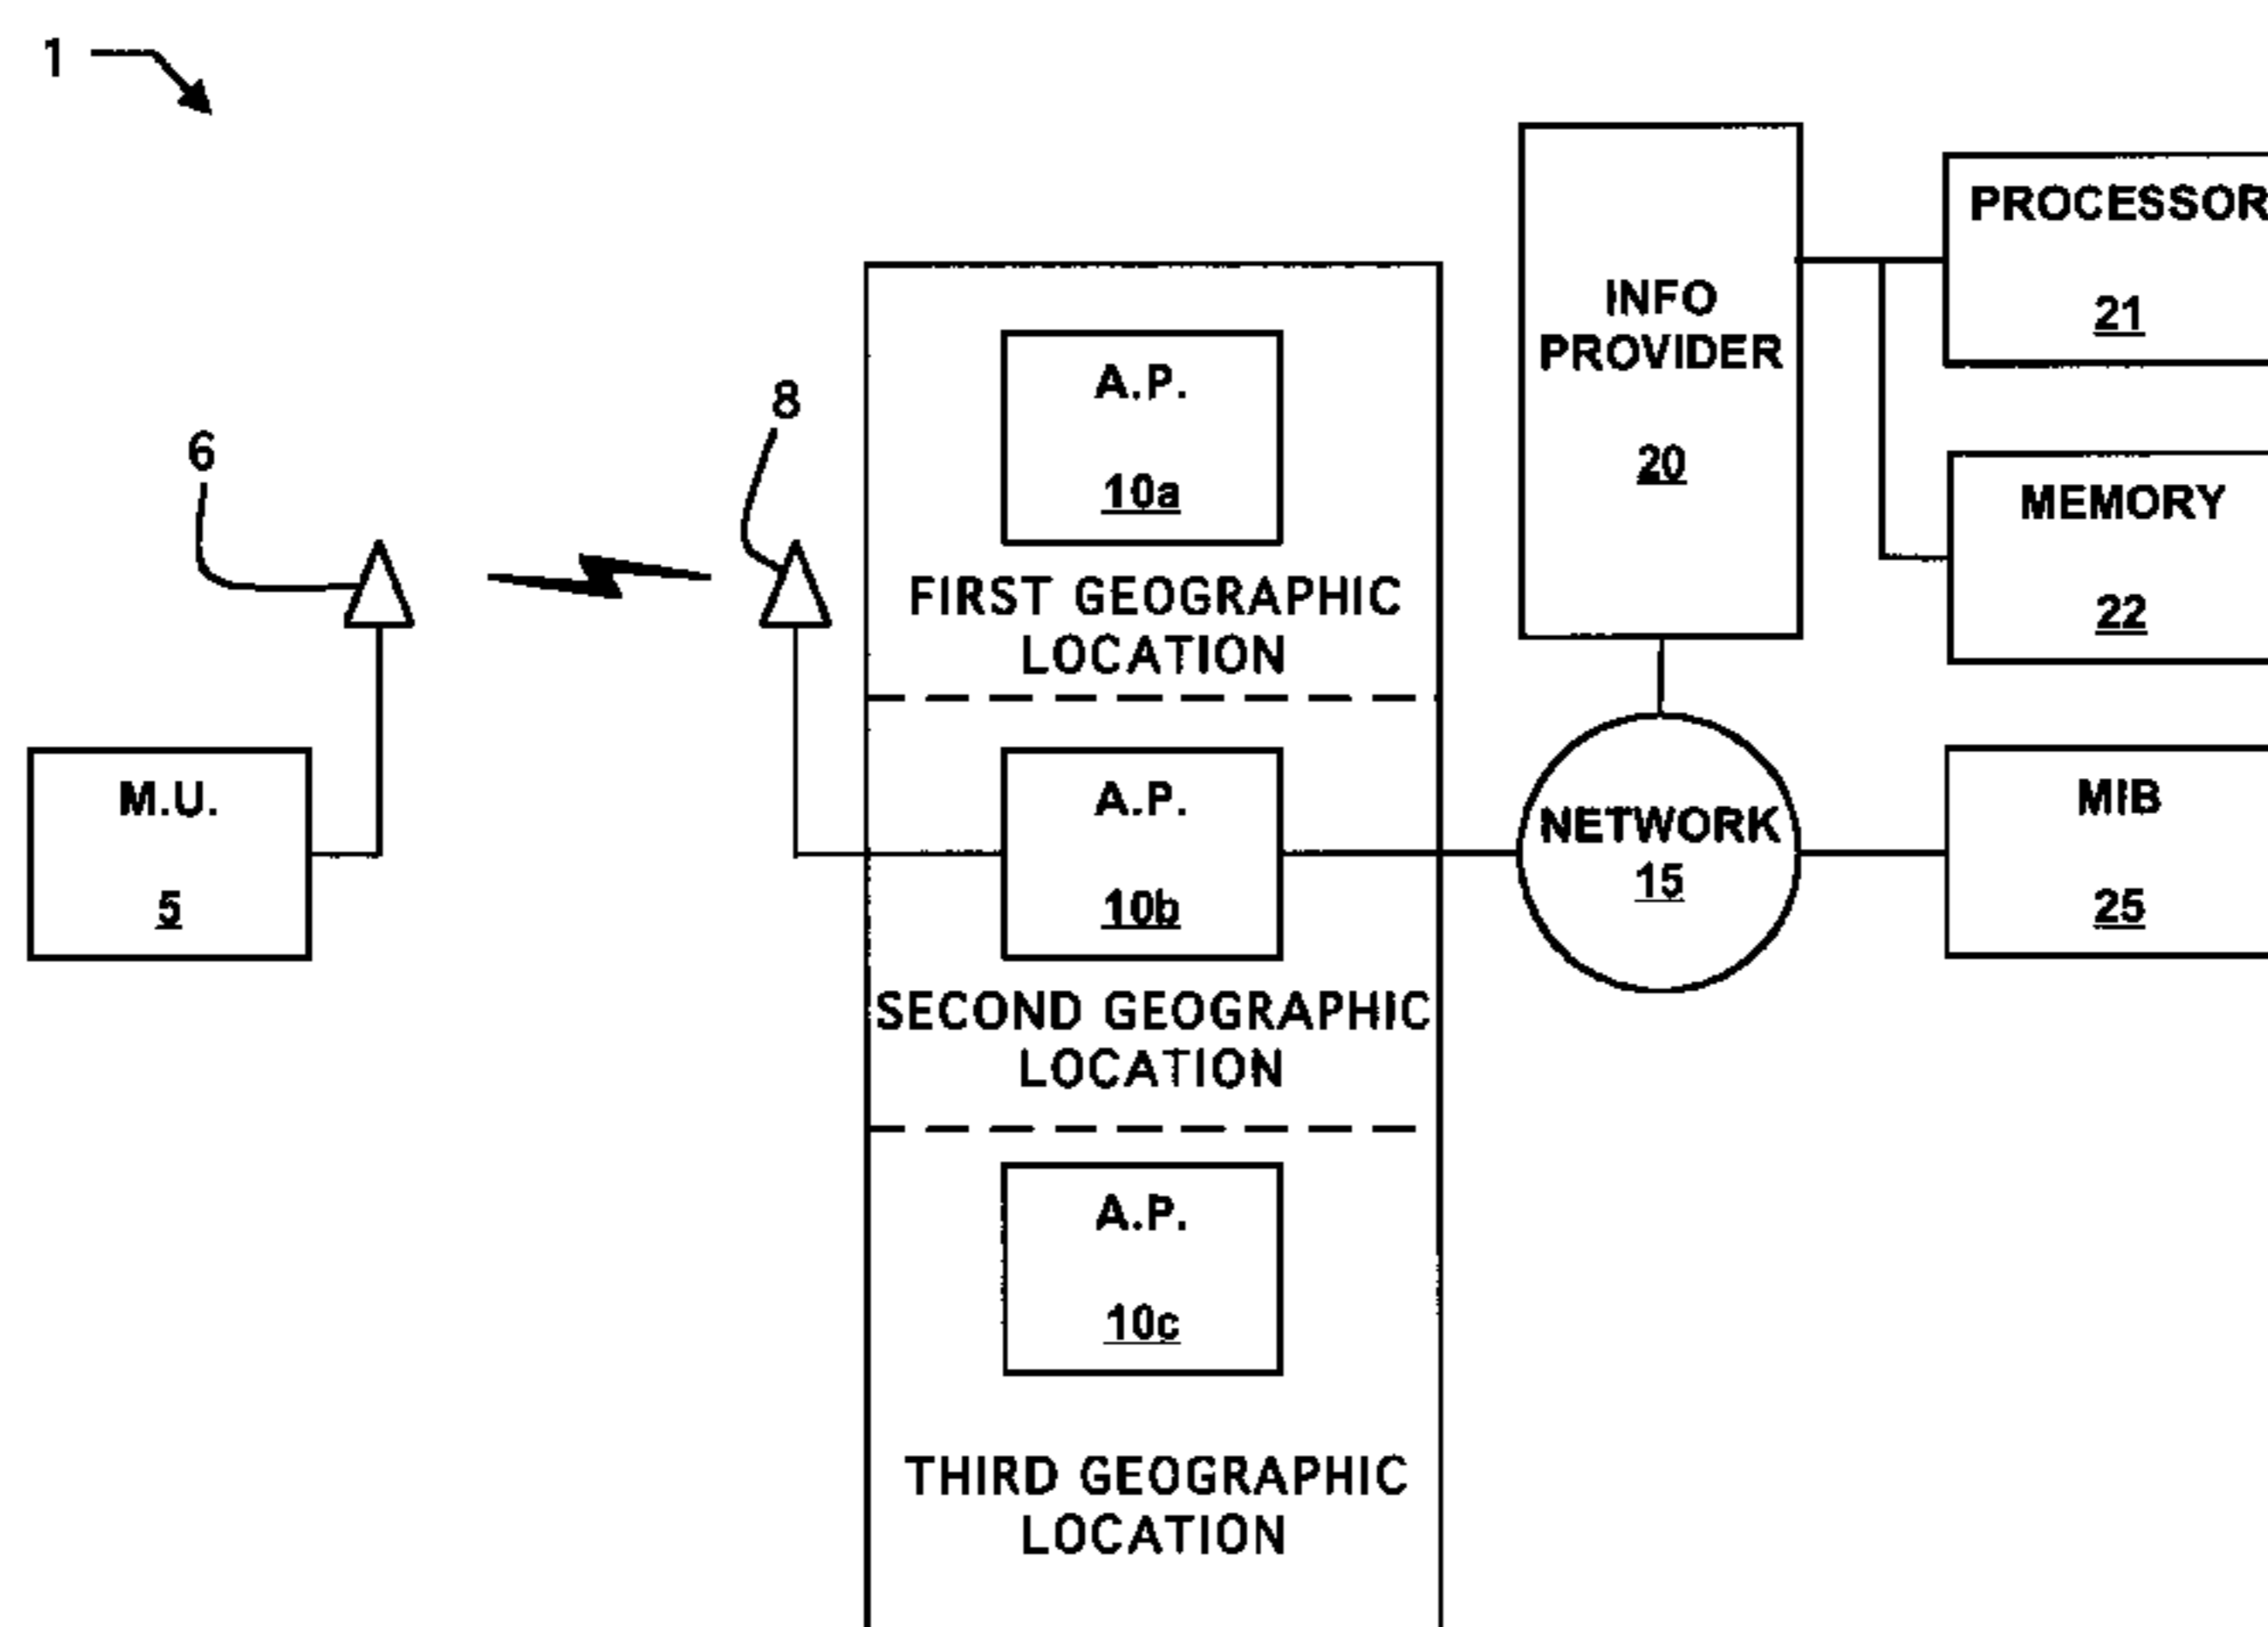 1
6
8
M.U.
5
A.P.
10a
FIRST GEOGRAPHIC
LOCATION
A.P.
10b
SECOND GEOGRAPHIC
LOCATION
A.P.
10c
THIRD GEOGRAPHIC
LOCATION
INFO
PROVIDER
20
NETWORK
15
PROCESSOR
21
MEMORY
22
MIB
25